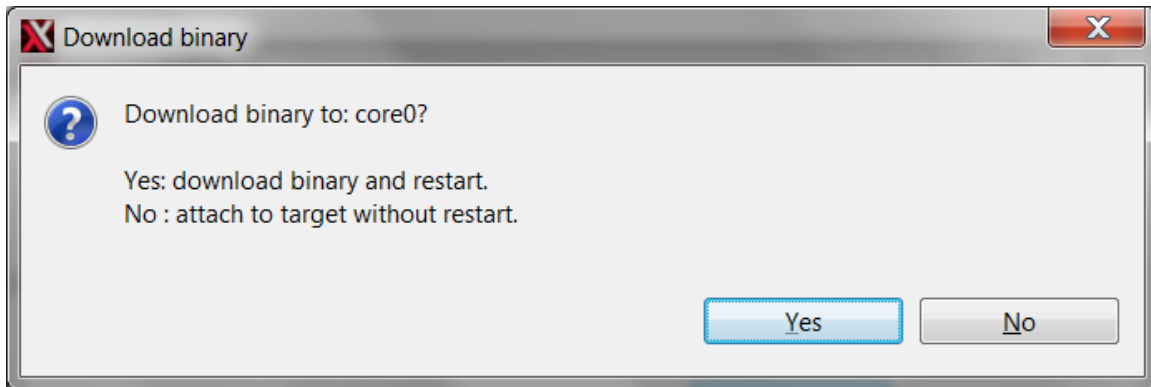 Download binary
Download binary to: core0?
Yes: download binary and restart.
No : attach to target without restart.
Yes
No